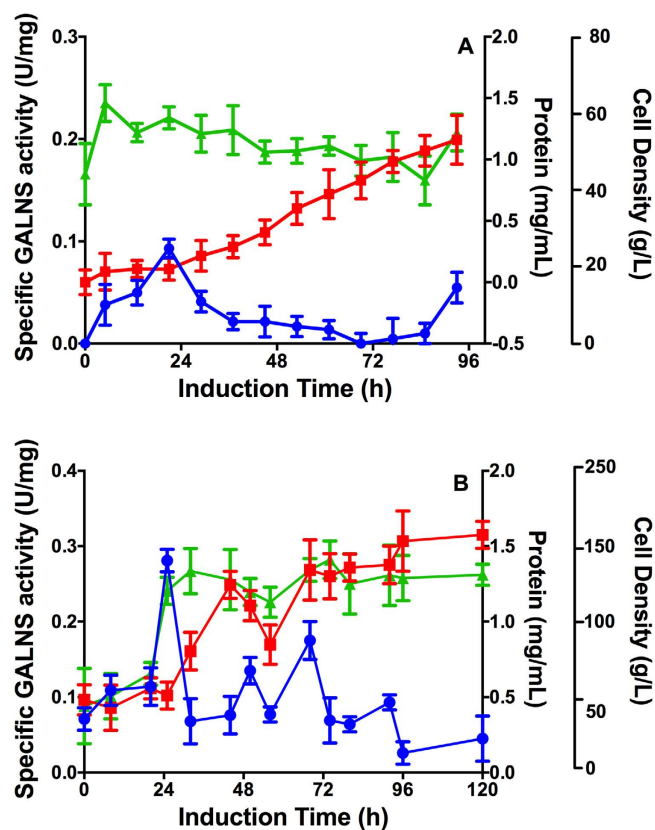 A
Specific GALNS activity (U/mg)
0.3
0.2
0.1
0.0
2.0
1.5
1.0
0.5
-0.0
-0.5
Protein (mg/mL)
80
60
40
20
0
Cell Density (g/L)
0 24 48 72 96
Induction Time (h)
B
Specific GALNS activity (U/mg)
0.4
0.3
0.2
0.1
0.0
2.0
1.5
1.0
0.5
0.0
Protein (mg/mL)
250
150
100
50
0
Cell Density (g/L)
0 24 48 72 96 120
Induction Time (h)